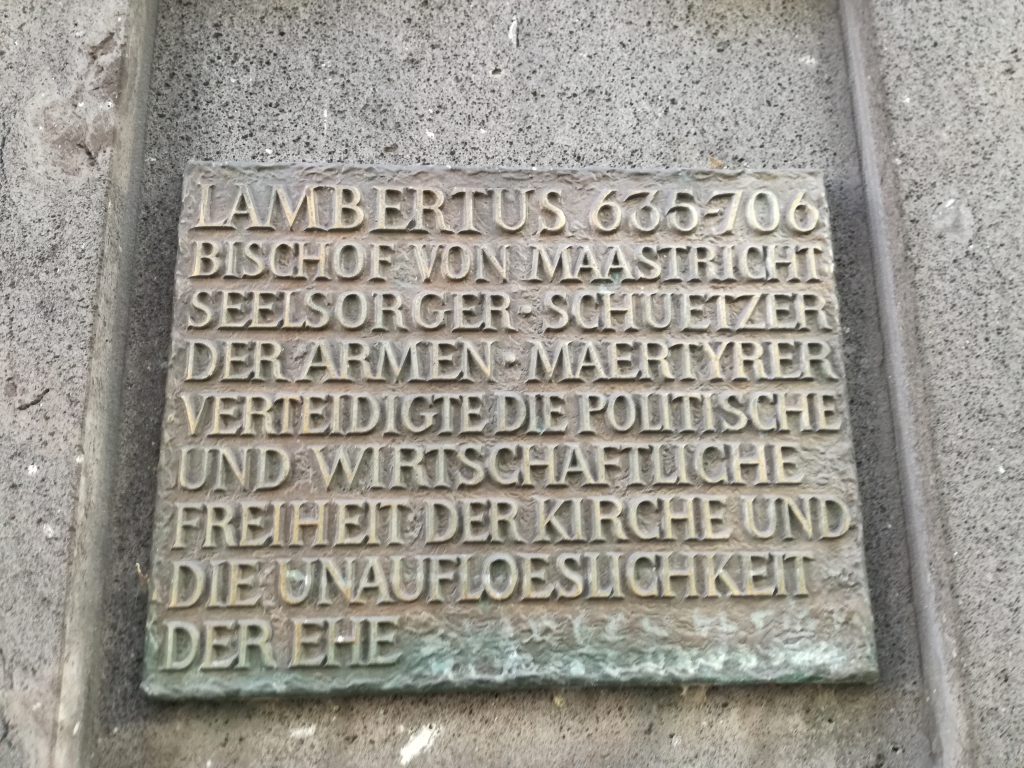 LAMBERTUS 635-706
BISCHOF VON MAASTRICHT
SEELSORGER · SCHUETZER
DER ARMEN · MAERTYRER
VERTEIDIGTE DIE POLITISCHE
UND WIRTSCHAFTLICHE
FREIHEIT DER KIRCHE UND
DIE UNAUFLOESLICHKEIT
DER EHE